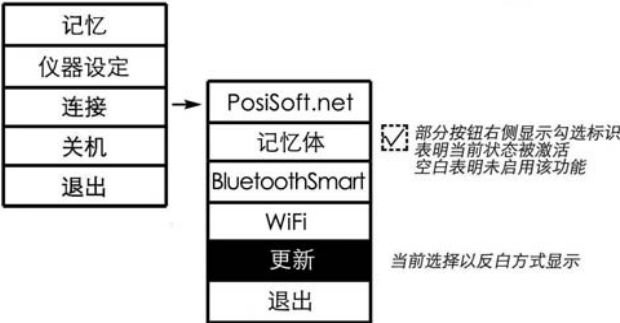 记忆
仪器设定
连接
关机
退出
PosiSoft.net
记忆体
BluetoothSmart
WiFi
更新
退出
部分按钮右侧显示勾选标识
表明当前状态被激活
空白表明未启用该功能
当前选择以反白方式显示